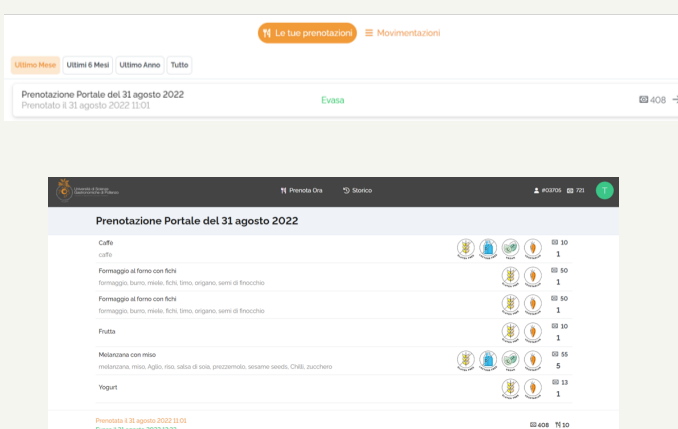 Le tue prenotazioni Movimentazioni
Ultimo Mese Ultimi 6 Mesi Ultimo Anno Tutto
Prenotazione Portale del 31 agosto 2022
Prenotato il 31 agosto 2022 11:01
Evasa
408
Università di Scienze
Gastronomiche di Pollenzo
Prenota Ora Storico #03705 721 T
Prenotazione Portale del 31 agosto 2022
Caffè 10
caffè 1
Formaggio al forno con fichi 50
formaggio, burro, miele, fichi, timo, origano, semi di finocchio 1
Formaggio al forno con fichi 50
formaggio, burro, miele, fichi, timo, origano, semi di finocchio 1
Frutta 10
1
Melanzana con miso 55
melanzana, miso, Aglio, riso, salsa di soia, prezzemolo, sesame seeds, Chilli, zucchero 5
Yogurt 13
1
Prenotata il 31 agosto 2022 11:01
408 10